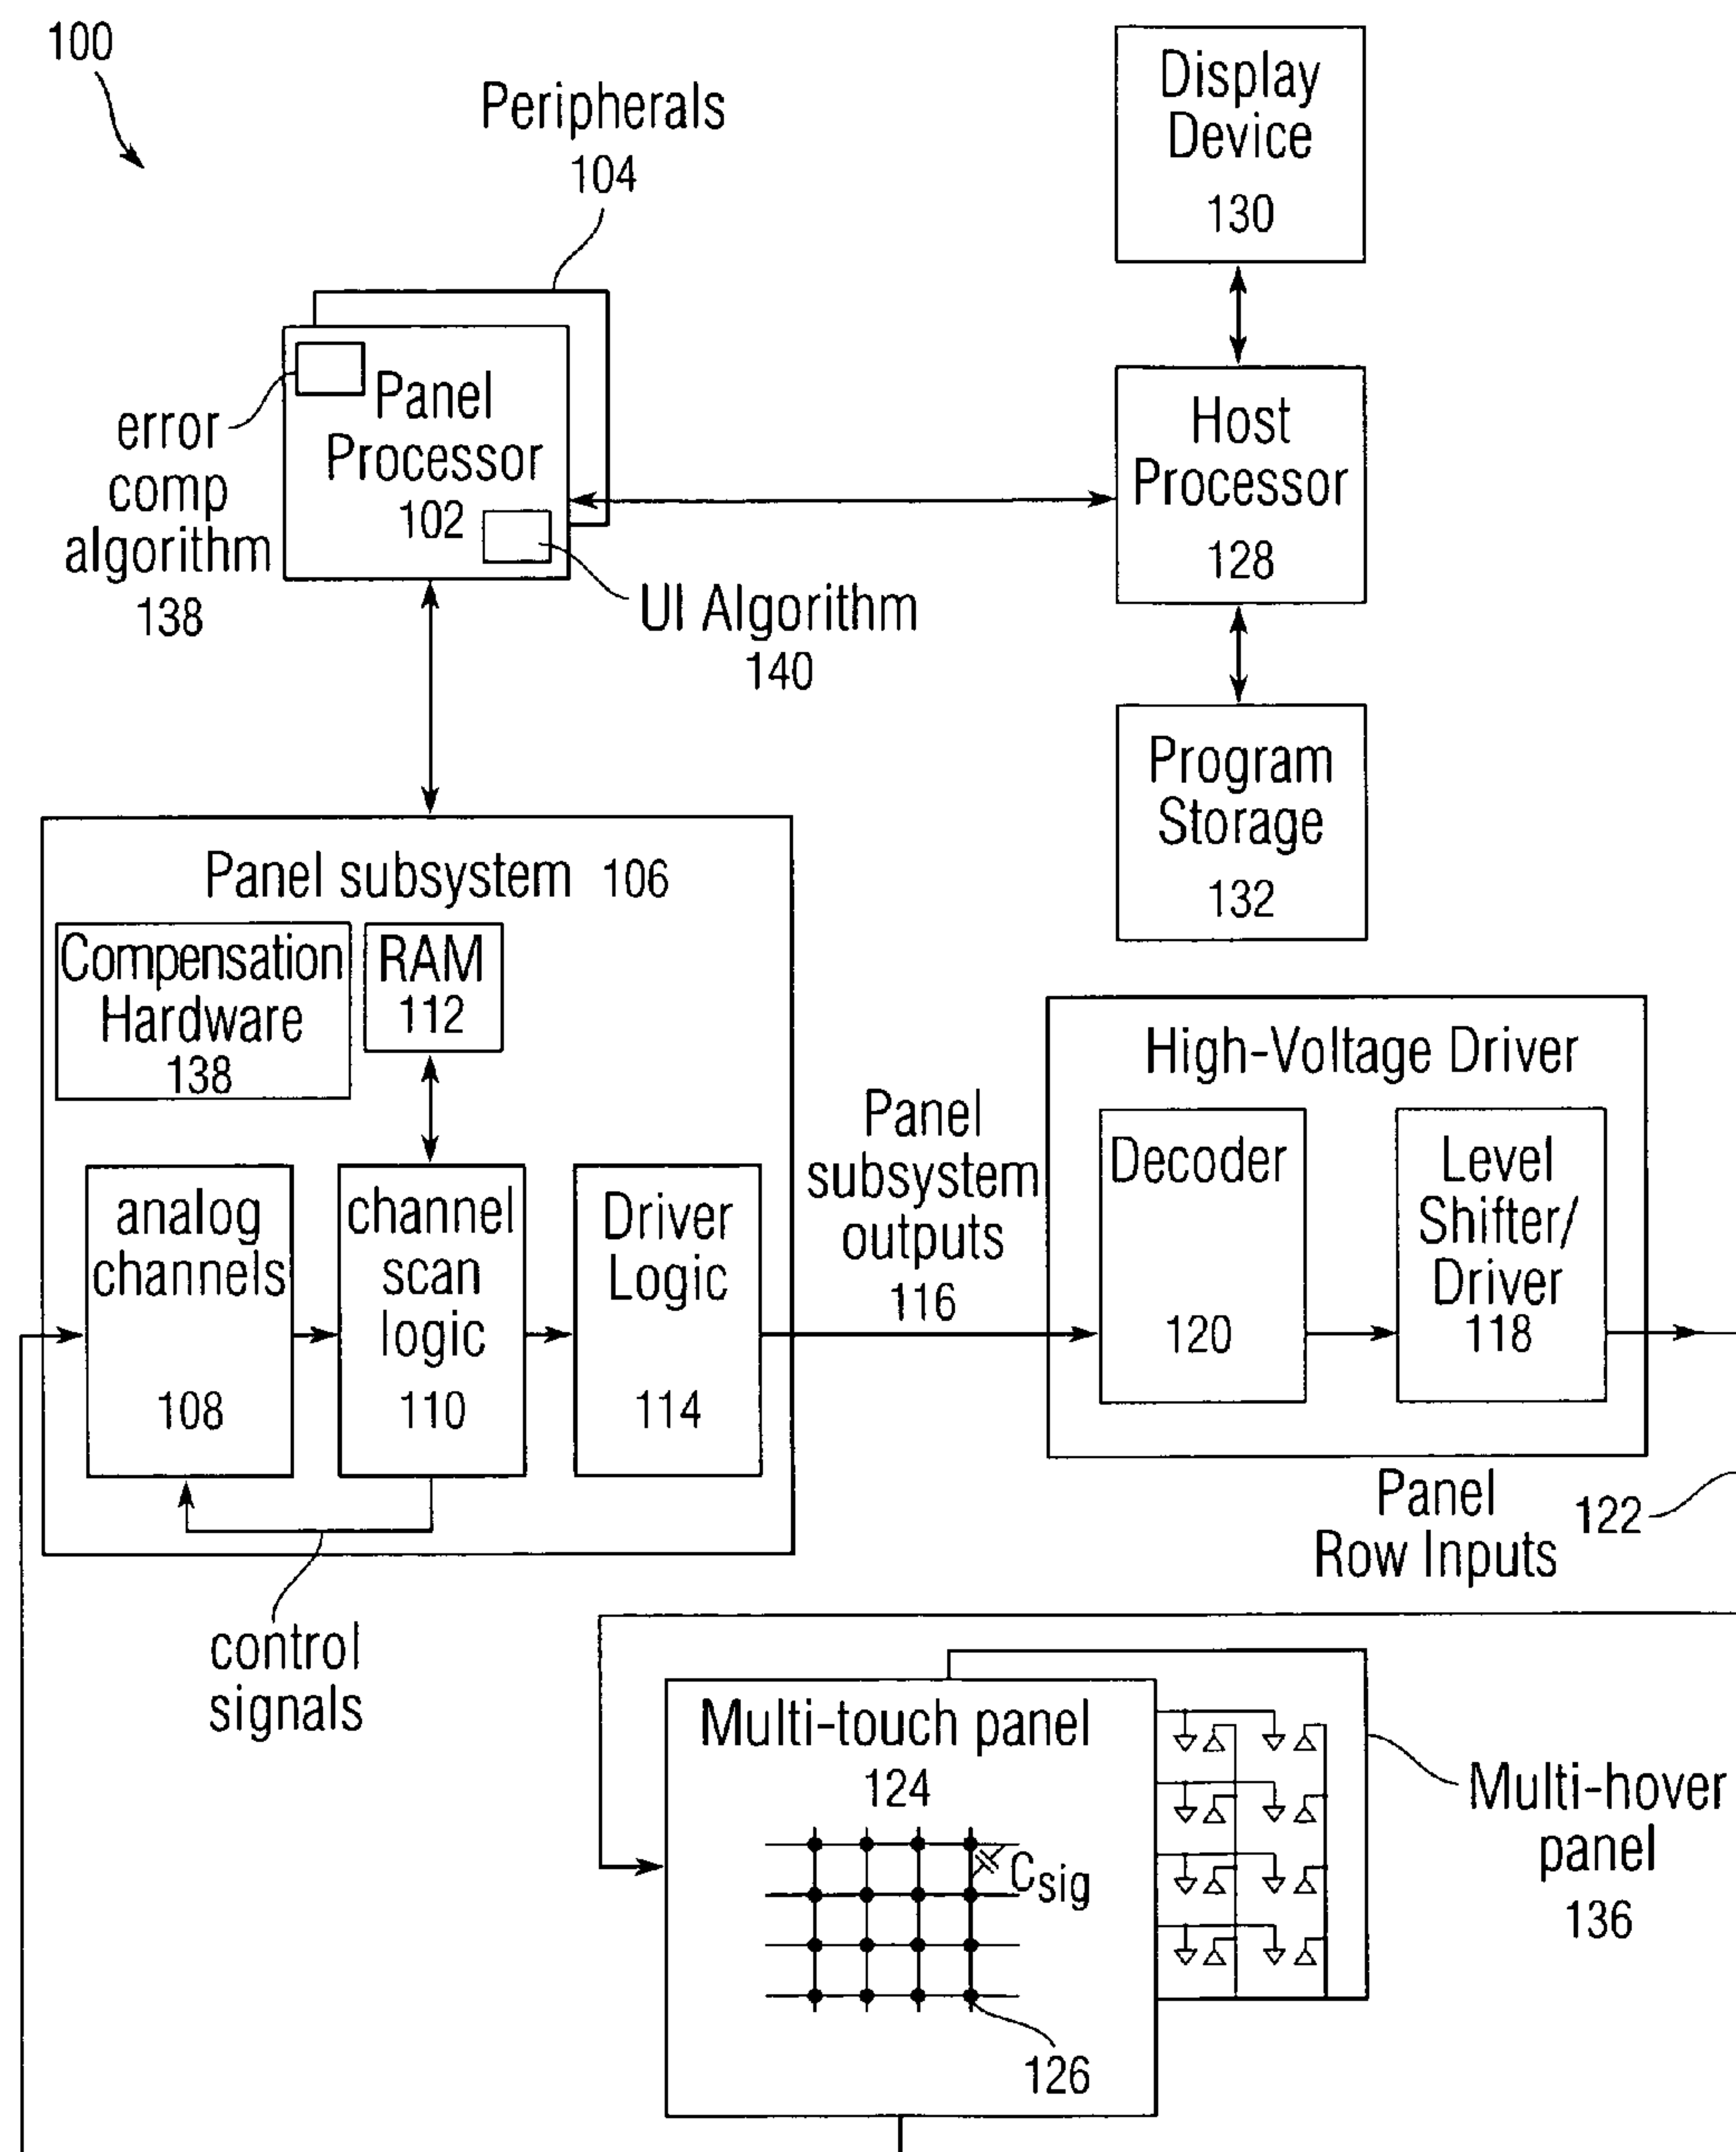 100
Peripherals
104
Display
Device
130
error
comp
algorithm
138
Panel
Processor
102
UI Algorithm
140
Host
Processor
128
Program
Storage
132
Panel subsystem 106
Compensation
Hardware
138
RAM
112
analog
channels
108
channel
scan
logic
110
Driver
Logic
114
control
signals
Panel
subsystem
outputs
116
High-Voltage Driver
Decoder
120
Level
Shifter/
Driver
118
Panel
Row Inputs
122
Multi-touch panel
124
Csig
126
Multi-hover
panel
136